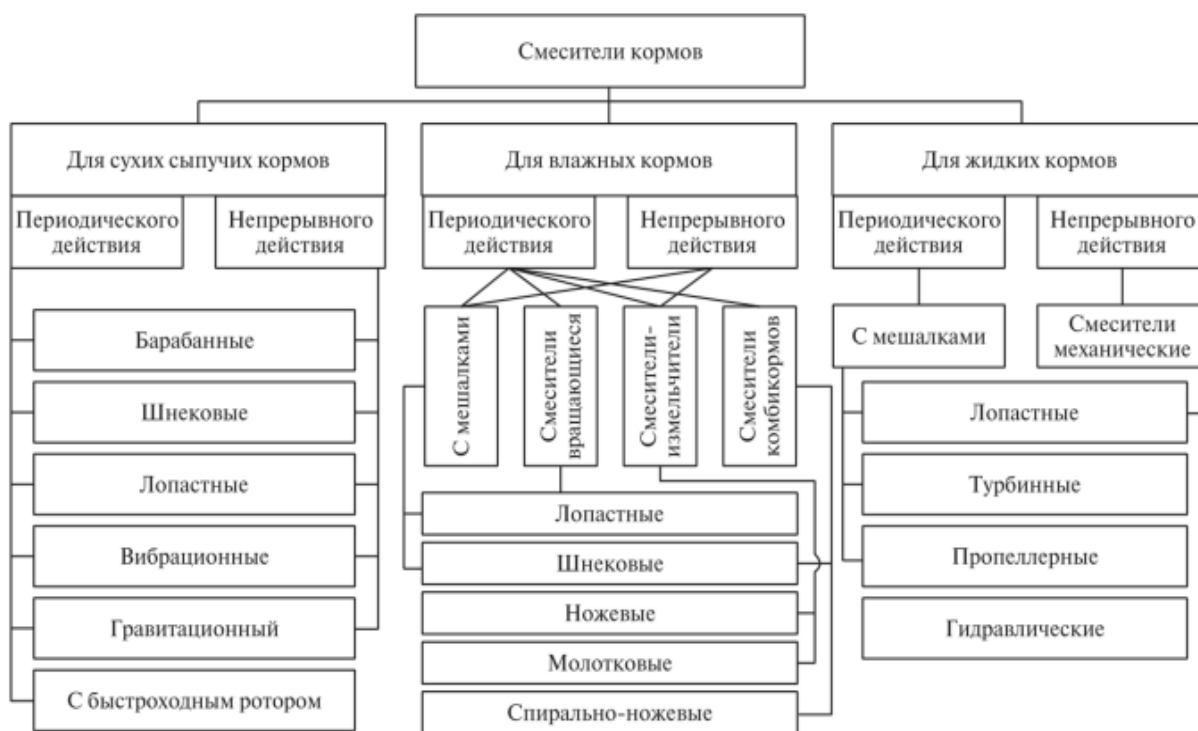 Смесители кормов
Для сухих сыпучих кормов
Для влажных кормов
Для жидких кормов
Периодического
действия
Непрерывного
действия
Периодического
действия
Непрерывного
действия
Периодического
действия
Непрерывного
действия
Барабанные
Шнековые
Лопастные
Вибрационные
Гравитационный
С быстроходным ротором
С мешалками
Смесители
вращающиеся
Смесители-
измельчители
Смесители
комбикормов
Лопастные
Шнековые
Ножевые
Молотковые
Спирально-ножевые
С мешалками
Смесители
механические
Лопастные
Турбинные
Пропеллерные
Гидравлические